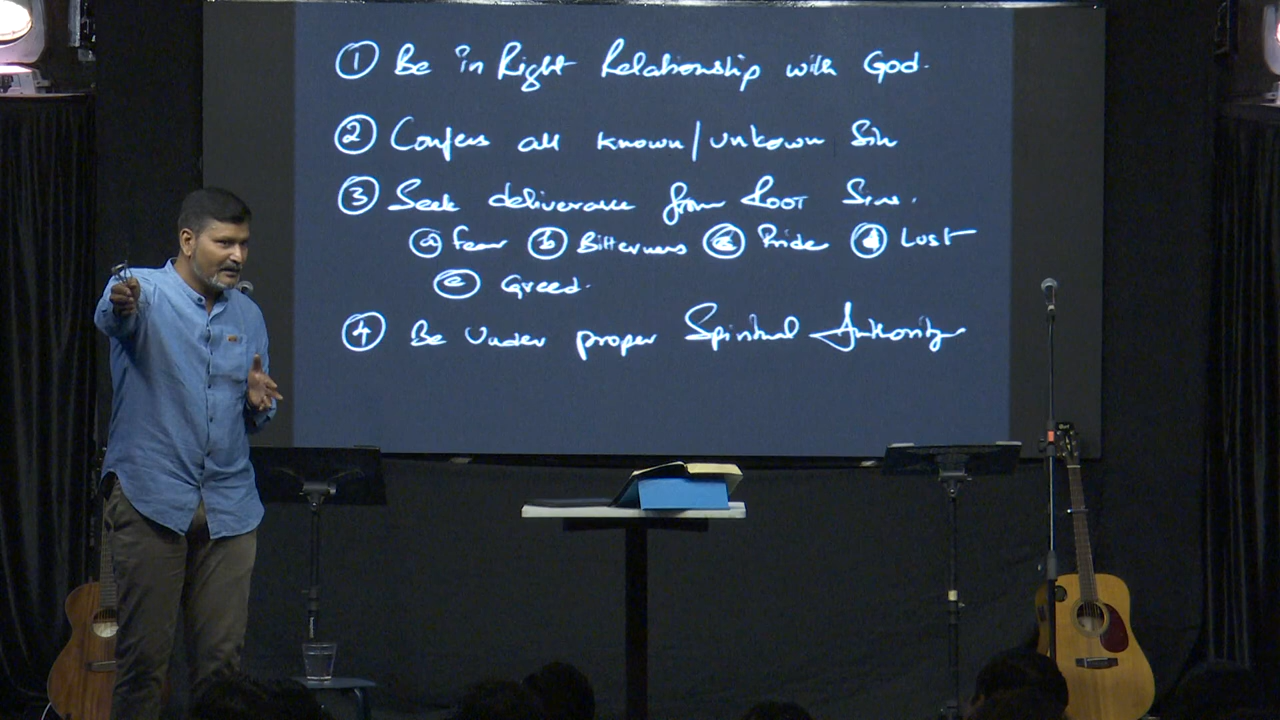 ① Be in Right Relationship with God.
② Confess all known/unkown Sin
③ Seek deliverance from Root Sins.
ⓐ Fear ⓑ Bitterness ⓒ Pride ⓓ Lust
ⓔ Greed.
④ Be Under proper Spiritual Authority